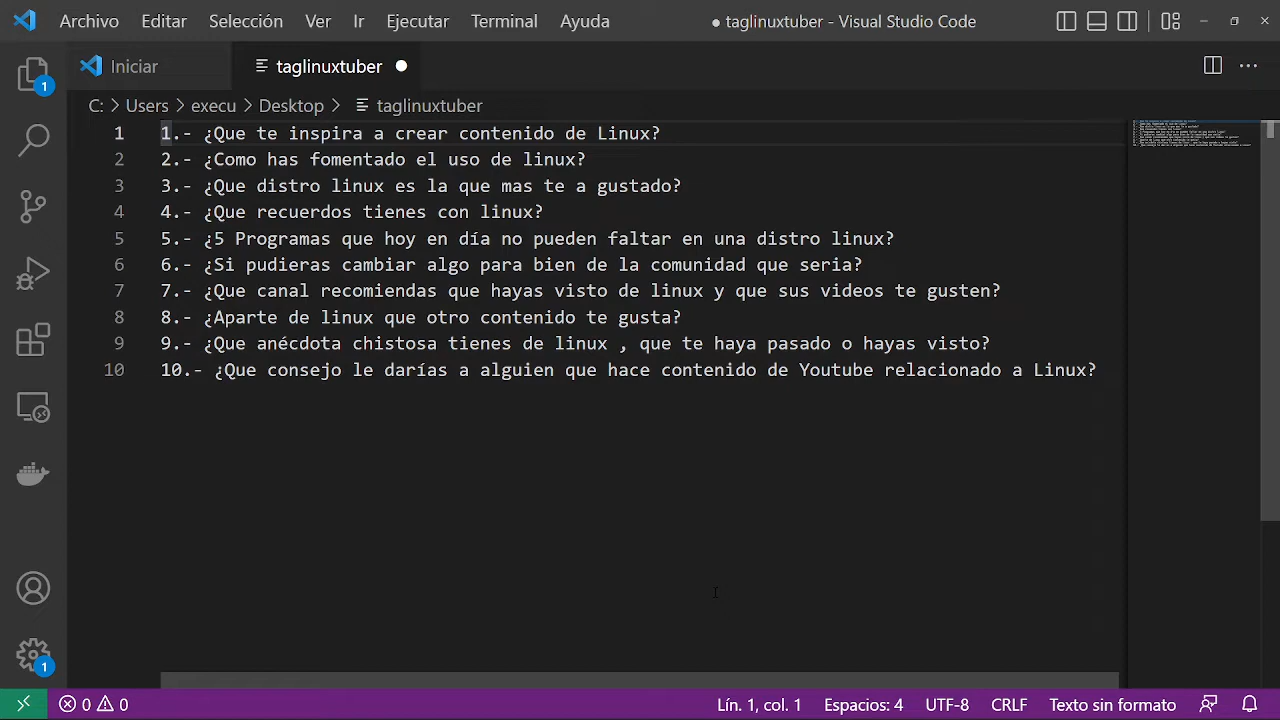 Archivo Editar Selección Ver Ir Ejecutar Terminal Ayuda ● taglinuxtuber - Visual Studio Code
Iniciar taglinuxtuber
C: > Users > execu > Desktop > taglinuxtuber
1 1.- ¿Que te inspira a crear contenido de Linux?
2 2.- ¿Como has fomentado el uso de linux?
3 3.- ¿Que distro linux es la que mas te a gustado?
4 4.- ¿Que recuerdos tienes con linux?
5 5.- ¿5 Programas que hoy en día no pueden faltar en una distro linux?
6 6.- ¿Si pudieras cambiar algo para bien de la comunidad que seria?
7 7.- ¿Que canal recomiendas que hayas visto de linux y que sus videos te gusten?
8 8.- ¿Aparte de linux que otro contenido te gusta?
9 9.- ¿Que anécdota chistosa tienes de linux , que te haya pasado o hayas visto?
10 10.- ¿Que consejo le darías a alguien que hace contenido de Youtube relacionado a Linux?
1
1
0 0 Lín. 1, col. 1 Espacios: 4 UTF-8 CRLF Texto sin formato